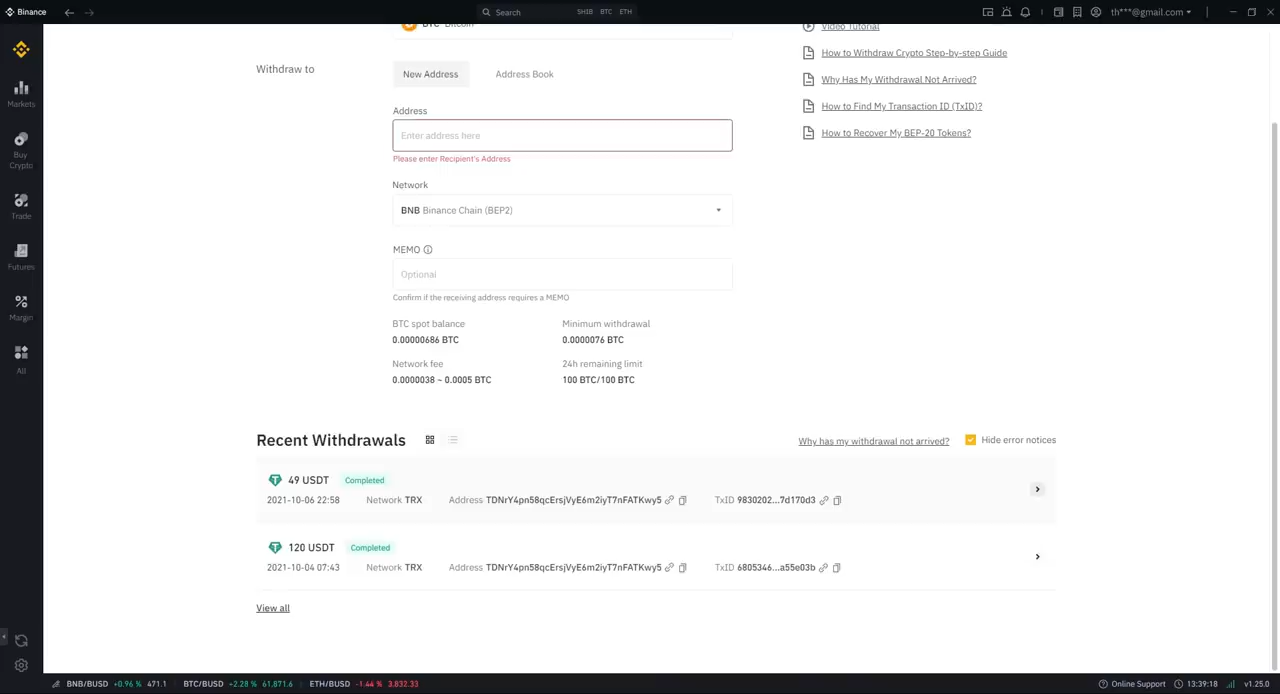 Binance
Search SHIB BTC ETH
th***@gmail.com
BTC Bitcoin
Video Tutorial
Withdraw to
New Address Address Book
How to Withdraw Crypto Step-by-step Guide
Why Has My Withdrawal Not Arrived?
How to Find My Transaction ID (TxID)?
How to Recover My BEP-20 Tokens?
Markets
Buy
Crypto
Trade
Futures
Margin
All
Address
Enter address here
Please enter Recipient's Address
Network
BNB Binance Chain (BEP2)
MEMO
Optional
Confirm if the receiving address requires a MEMO
BTC spot balance Minimum withdrawal
0.00000686 BTC 0.0000076 BTC
Network fee 24h remaining limit
0.0000038 ~ 0.0005 BTC 100 BTC/100 BTC
Recent Withdrawals Why has my withdrawal not arrived? Hide error notices
49 USDT Completed
2021-10-06 22:58 Network TRX Address TDNrY4pn58qcErsjVyE6m2iyT7nFATKwy5 TxID 9830202...7d170d3
120 USDT Completed
2021-10-04 07:43 Network TRX Address TDNrY4pn58qcErsjVyE6m2iyT7nFATKwy5 TxID 6805346...a55e03b
View all
BNB/BUSD +0.96 % 471.1 BTC/BUSD +2.28 % 61,871.6 ETH/BUSD -1.44 % 3,832.33 Online Support 13:39:18 v1.25.0